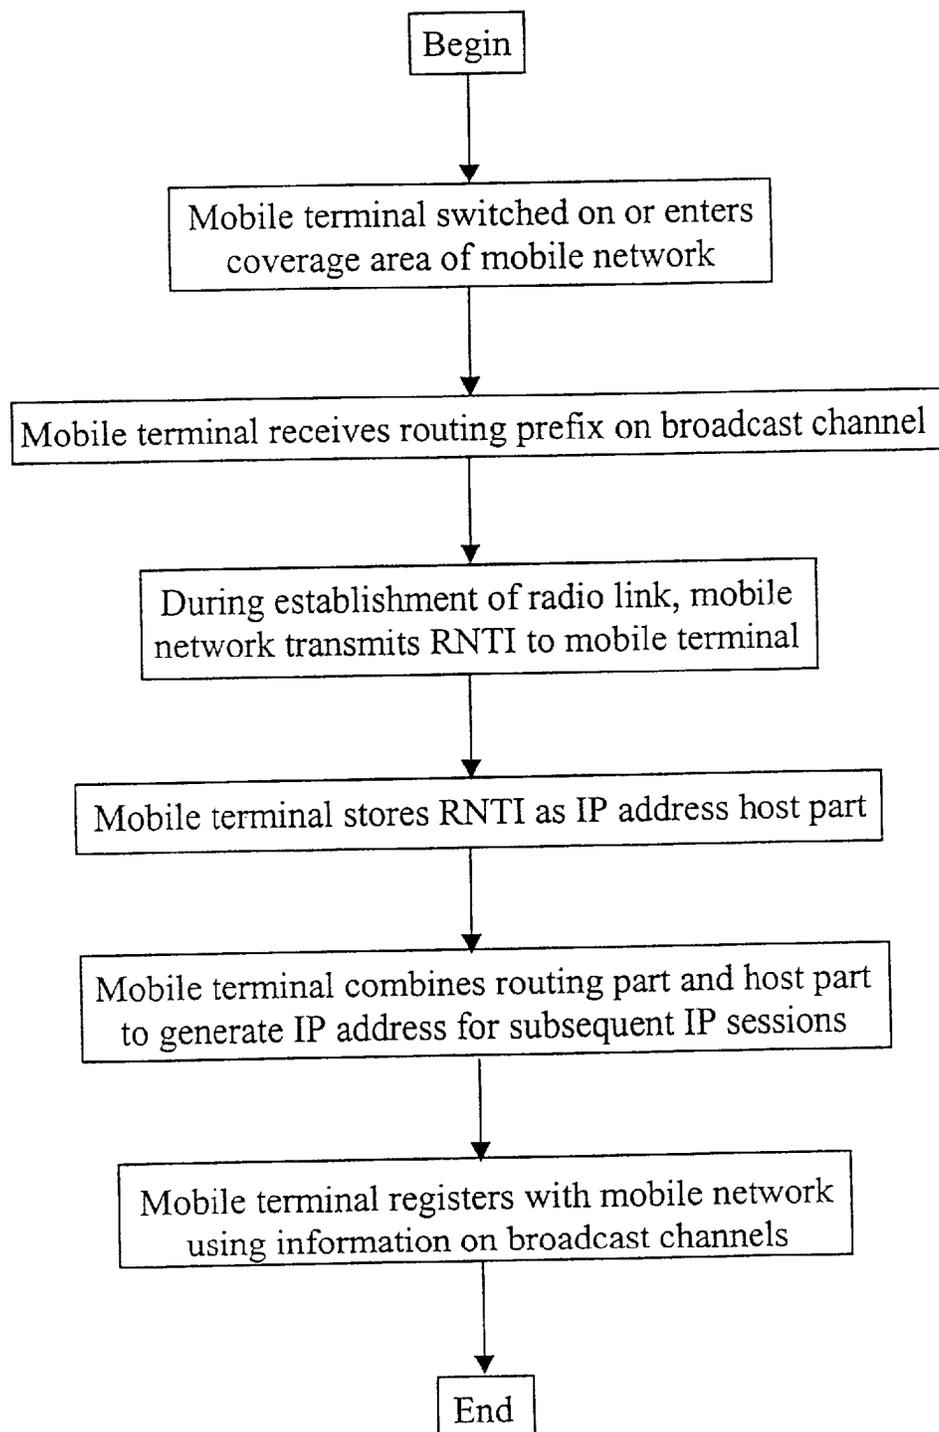 Begin
Mobile terminal switched on or enters
coverage area of mobile network
Mobile terminal receives routing prefix on broadcast channel
During establishment of radio link, mobile
network transmits RNTI to mobile terminal
Mobile terminal stores RNTI as IP address host part
Mobile terminal combines routing part and host part
to generate IP address for subsequent IP sessions
Mobile terminal registers with mobile network
using information on broadcast channels
End